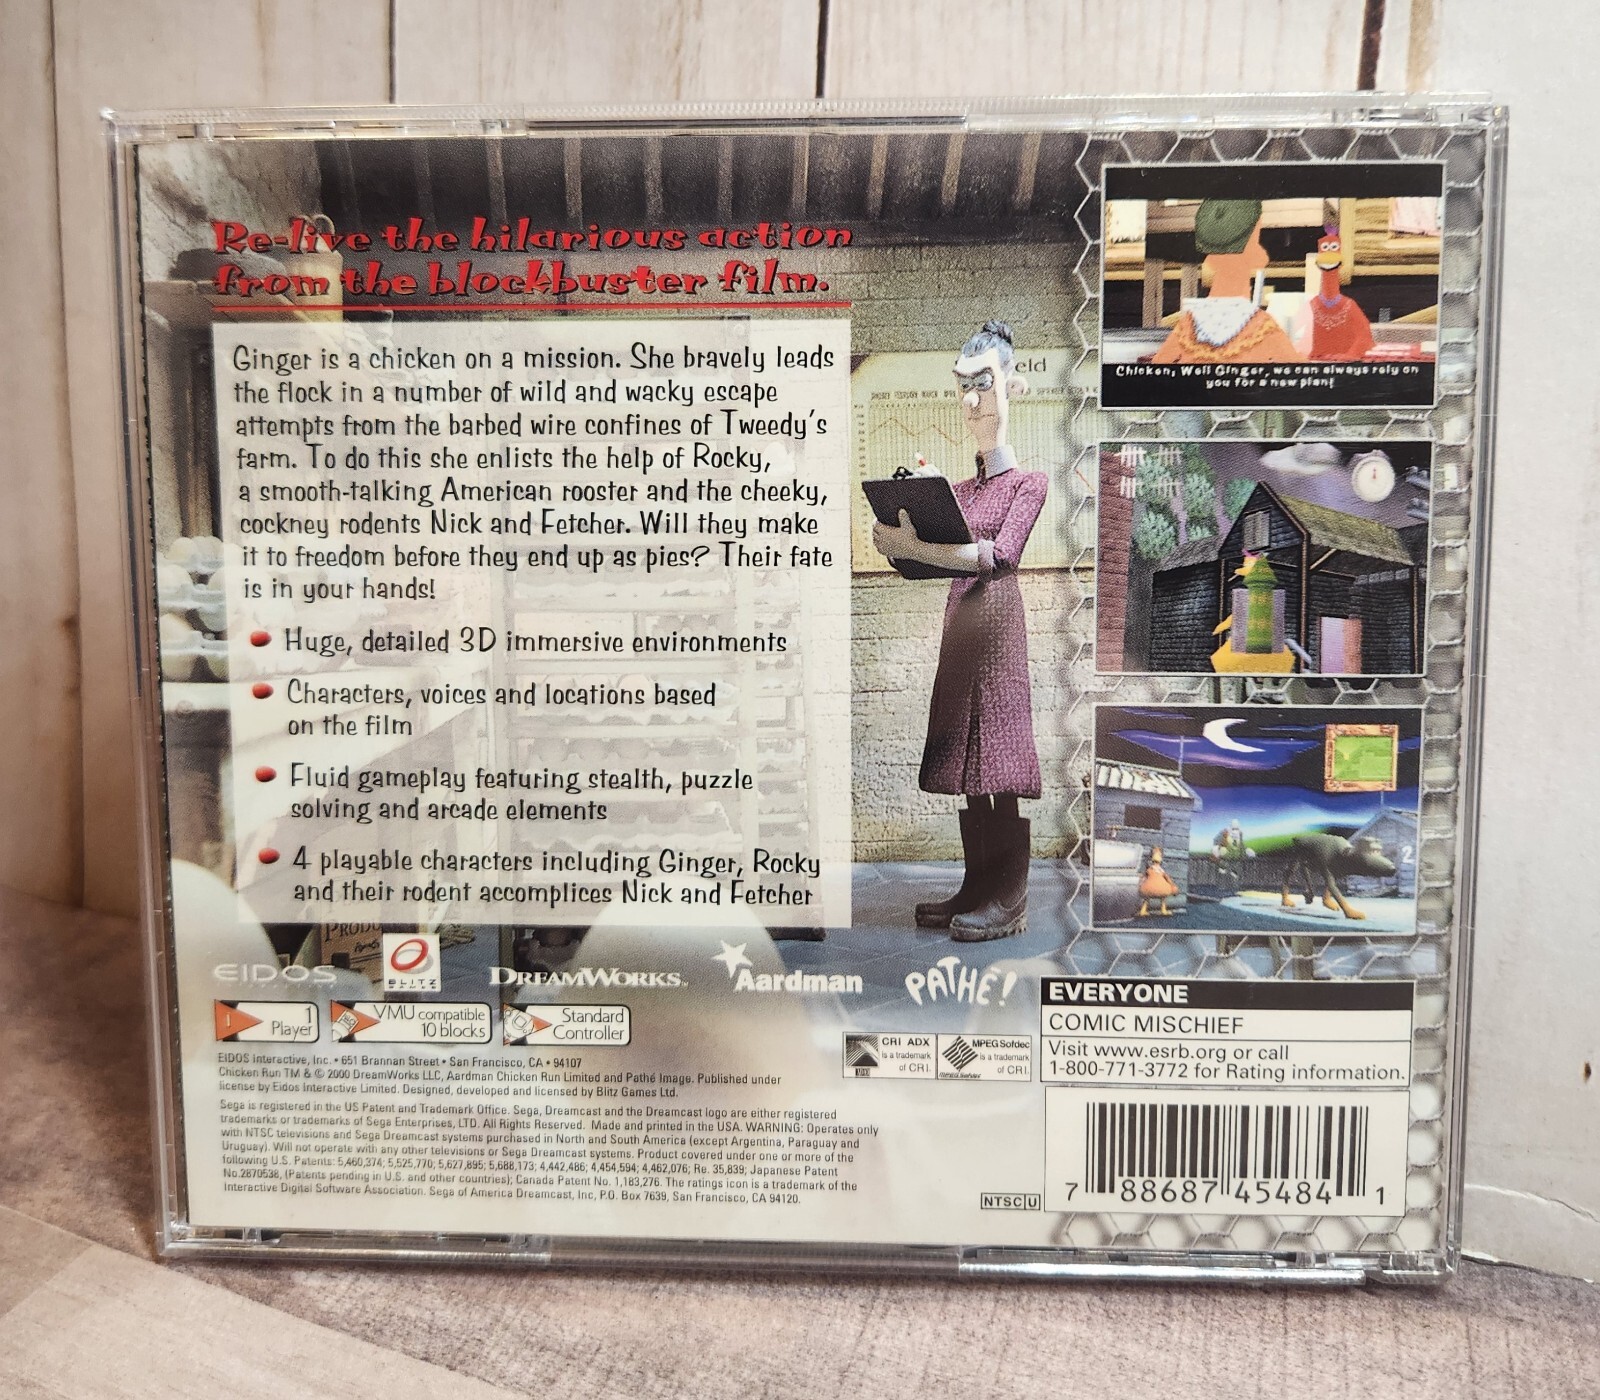 Re-live the hilarious action
from the blockbuster film.
Ginger is a chicken on a mission. She bravely leads
the flock in a number of wild and wacky escape
attempts from the barbed wire confines of Tweedy's
farm. To do this she enlists the help of Rocky,
a smooth-talking American rooster and the cheeky,
cockney rodents Nick and Fetcher. Will they make
it to freedom before they end up as pies? Their fate
is in your hands!
Huge, detailed 3D immersive environments
Characters, voices and locations based
on the film
Fluid gameplay featuring stealth, puzzle
solving and arcade elements
4 playable characters including Ginger, Rocky
and their rodent accomplices Nick and Fetcher
eld
Chicken; Well Ginger, we can always rely on
you for a new plan!
2
PRODU
EIDOS
BLITZ
DREAMWORKS
Aardman
PATHÉ!
1
Player
VMU compatible
10 blocks
Standard
Controller
CRI ADX
is a trademark
of CRI.
MPEG Sofdec
is a trademark
of CRI.
EVERYONE
COMIC MISCHIEF
Visit www.esrb.org or call
1-800-771-3772 for Rating information.
EIDOS Interactive, Inc. • 651 Brannan Street • San Francisco, CA • 94107
Chicken Run TM & © 2000 DreamWorks LLC, Aardman Chicken Run Limited and Pathé Image. Published under
license by Eidos Interactive Limited. Designed, developed and licensed by Blitz Games Ltd.
Sega is registered in the US Patent and Trademark Office. Sega, Dreamcast and the Dreamcast logo are either registered
trademarks or trademarks of Sega Enterprises, LTD. All Rights Reserved. Made and printed in the USA. WARNING: Operates only
with NTSC televisions and Sega Dreamcast systems purchased in North and South America (except Argentina, Paraguay and
Uruguay). Will not operate with any other televisions or Sega Dreamcast systems. Product covered under one or more of the
following U.S. Patents: 5,460,374; 5,525,770; 5,627,895; 5,688,173; 4,442,486; 4,454,594; 4,462,076; Re. 35,839; Japanese Patent
No.2870538, (Patents pending in U.S. and other countries); Canada Patent No. 1,183,276. The ratings icon is a trademark of the
Interactive Digital Software Association. Sega of America Dreamcast, Inc, P.O. Box 7639, San Francisco, CA 94120.
NTSC U
7 88687 45484 1